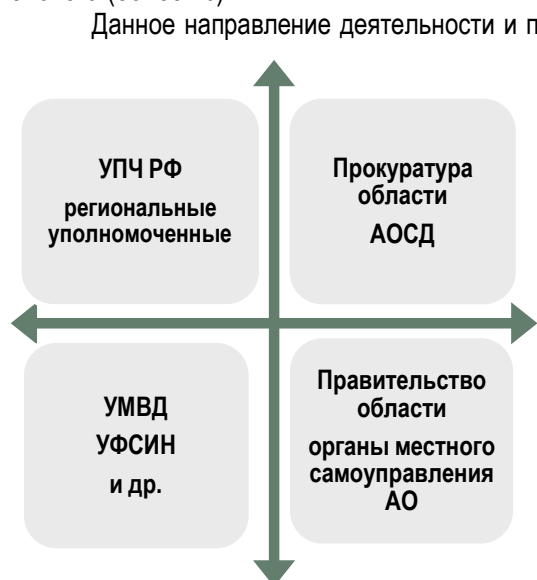 Данное направление деятельности и п
УПЧ РФ
региональные
уполномоченные
Прокуратура
области
АОСД
УМВД
УФСИН
и др.
Правительство
области
органы местного
самоуправления
АО